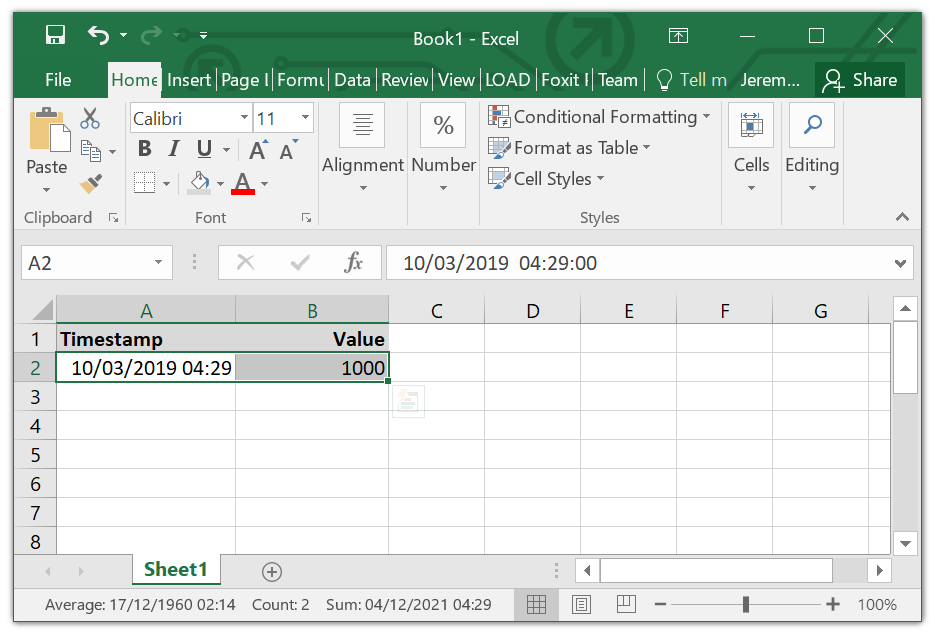 Book1 - Excel
File Home Insert Page l Formu Data Review View LOAD Foxit F Team Tell m Jerem... Share
Calibri 11
%
B I U A A
A
Paste
Alignment Number
Conditional Formatting
Format as Table
Cell Styles
Cells Editing
Clipboard Font Styles
A2 fx 10/03/2019 04:29:00
A B C D E F G
1 Timestamp Value
2 10/03/2019 04:29 1000
3
4
5
6
7
8
Sheet1
Average: 17/12/1960 02:14 Count: 2 Sum: 04/12/2021 04:29 100%